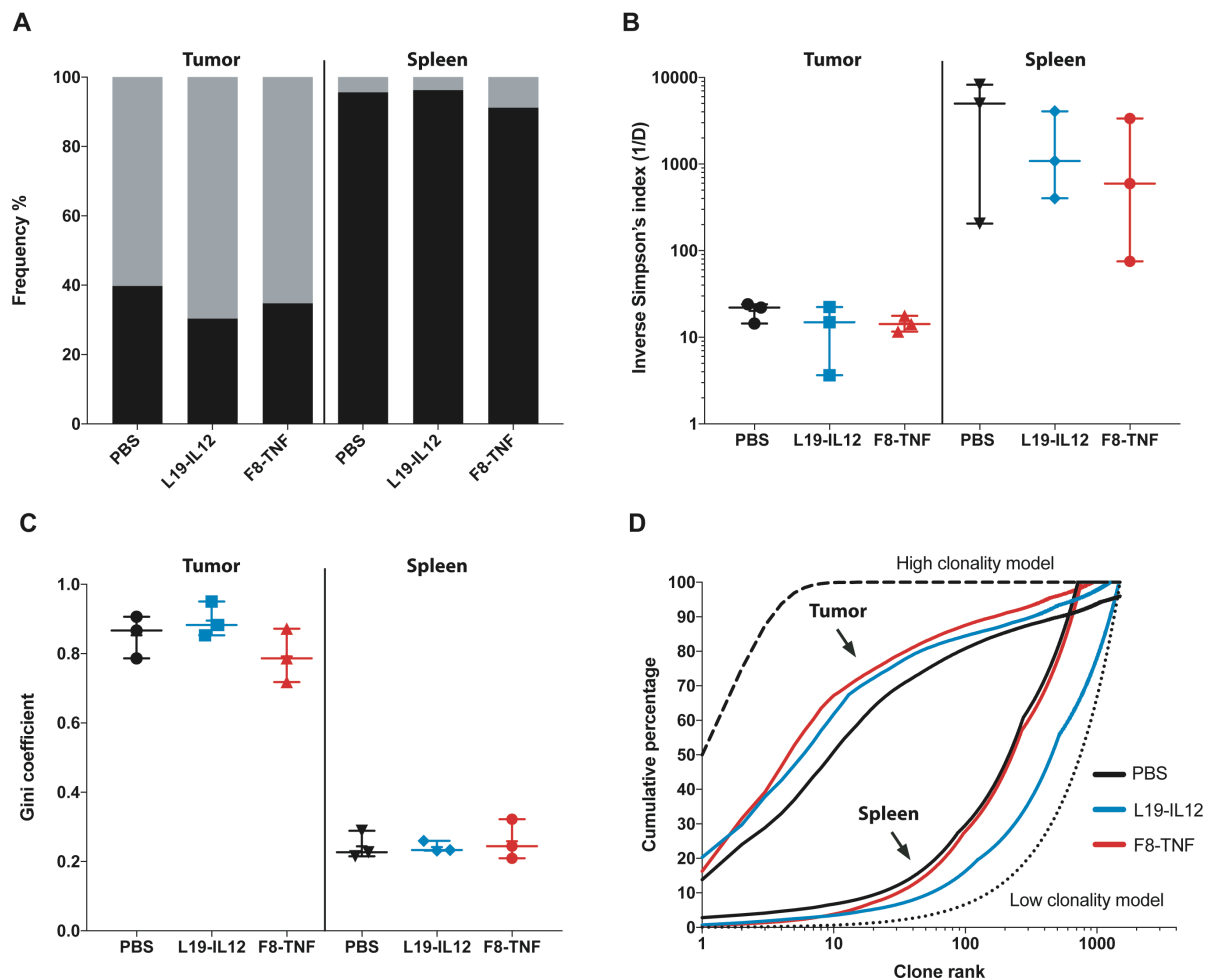 A
Tumor
Spleen
Frequency %
100
80
60
40
20
0
PBS
L19-IL12
F8-TNF
PBS
L19-IL12
F8-TNF
B
Tumor
Spleen
Inverse Simpson's index (1/D)
10000
1000
100
10
1
PBS
L19-IL12
F8-TNF
PBS
L19-IL12
F8-TNF
C
Tumor
Spleen
Gini coefficient
1.0
0.8
0.6
0.4
0.2
0.0
PBS
L19-IL12
F8-TNF
PBS
L19-IL12
F8-TNF
D
High clonality model
Cumulative percentage
100
90
80
70
60
50
40
30
20
10
0
Tumor
Spleen
PBS
L19-IL12
F8-TNF
Low clonality model
1
10
100
1000
Clone rank